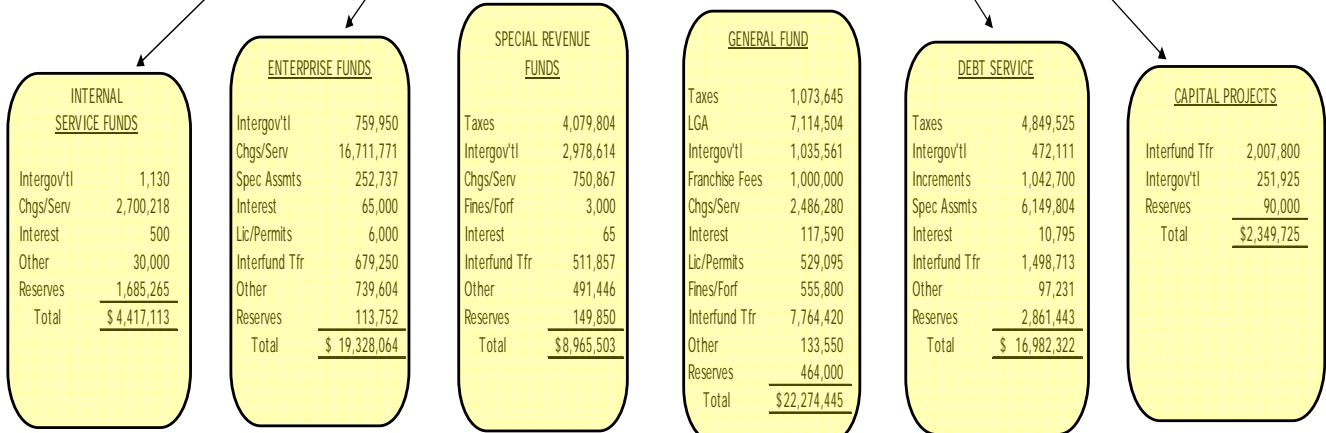 INTERNAL
SERVICE FUNDS
Intergov'tl 1,130
Chgs/Serv 2,700,218
Interest 500
Other 30,000
Reserves 1,685,265
Total $ 4,417,113
ENTERPRISE FUNDS
Intergov'tl 759,950
Chgs/Serv 16,711,771
Spec Assmts 252,737
Interest 65,000
Lic/Permits 6,000
Interfund Tfr 679,250
Other 739,604
Reserves 113,752
Total $ 19,328,064
SPECIAL REVENUE
FUNDS
Taxes 4,079,804
Intergov'tl 2,978,614
Chgs/Serv 750,867
Fines/Forf 3,000
Interest 65
Interfund Tfr 511,857
Other 491,446
Reserves 149,850
Total $8,965,503
GENERAL FUND
Taxes 1,073,645
LGA 7,114,504
Intergov'tl 1,035,561
Franchise Fees 1,000,000
Chgs/Serv 2,486,280
Interest 117,590
Lic/Permits 529,095
Fines/Forf 555,800
Interfund Tfr 7,764,420
Other 133,550
Reserves 464,000
Total $22,274,445
DEBT SERVICE
Taxes 4,849,525
Intergov'tl 472,111
Increments 1,042,700
Spec Assmts 6,149,804
Interest 10,795
Interfund Tfr 1,498,713
Other 97,231
Reserves 2,861,443
Total $ 16,982,322
CAPITAL PROJECTS
Interfund Tfr 2,007,800
Intergov'tl 251,925
Reserves 90,000
Total $2,349,725